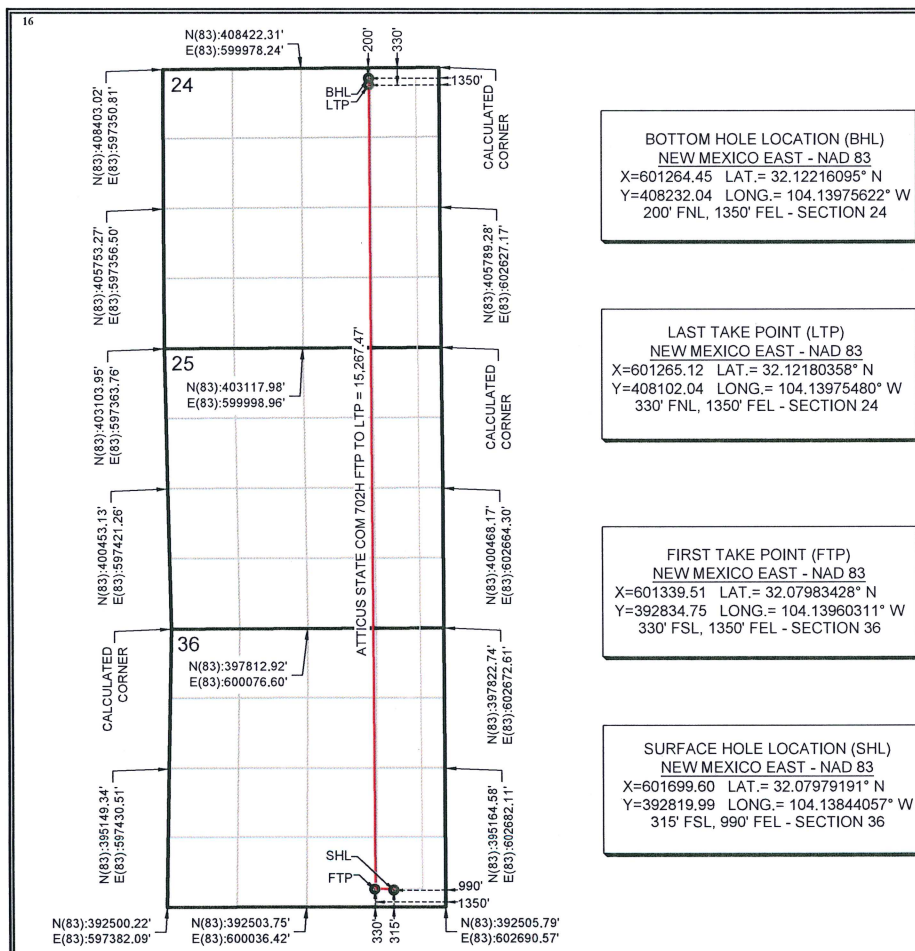 16
N(83):408422.31'
E(83):599978.24'
200'
330'
1350'
24
BHL
LTP
N(83):408403.02'
E(83):597350.81'
CALCULATED
CORNER
N(83):405753.27'
E(83):597356.50'
N(83):405789.28'
E(83):602627.17'
25
N(83):403117.98'
E(83):599998.96'
N(83):403103.95'
E(83):597363.76'
CALCULATED
CORNER
ATTICUS STATE COM 702H FTP TO LTP = 15,267.47'
N(83):400453.13'
E(83):597421.26'
N(83):400468.17'
E(83):602664.30'
36
N(83):397812.92'
E(83):600076.60'
CALCULATED
CORNER
N(83):397822.74'
E(83):602672.61'
N(83):395149.34'
E(83):597430.51'
N(83):395164.58'
E(83):602682.11'
SHL
FTP
990'
1350'
330'
315'
N(83):392500.22'
E(83):597382.09'
N(83):392503.75'
E(83):600036.42'
N(83):392505.79'
E(83):602690.57'
BOTTOM HOLE LOCATION (BHL)
NEW MEXICO EAST - NAD 83
X=601264.45 LAT.= 32.12216095° N
Y=408232.04 LONG.= 104.13975622° W
200' FNL, 1350' FEL - SECTION 24
LAST TAKE POINT (LTP)
NEW MEXICO EAST - NAD 83
X=601265.12 LAT.= 32.12180358° N
Y=408102.04 LONG.= 104.13975480° W
330' FNL, 1350' FEL - SECTION 24
FIRST TAKE POINT (FTP)
NEW MEXICO EAST - NAD 83
X=601339.51 LAT.= 32.07983428° N
Y=392834.75 LONG.= 104.13960311° W
330' FSL, 1350' FEL - SECTION 36
SURFACE HOLE LOCATION (SHL)
NEW MEXICO EAST - NAD 83
X=601699.60 LAT.= 32.07979191° N
Y=392819.99 LONG.= 104.13844057° W
315' FSL, 990' FEL - SECTION 36